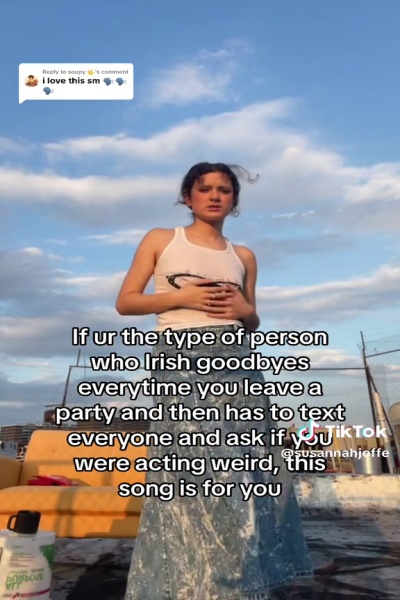 Reply to soupy ⭐'s comment
i love this sm 🗣️ 🗣️
🗣️
If ur the type of person
who Irish goodbyes
everytime you leave a
party and then has to text
everyone and ask if you
were acting weird, this
song is for you
TikTok
@susannahjoffe
ALL
PURPOSE